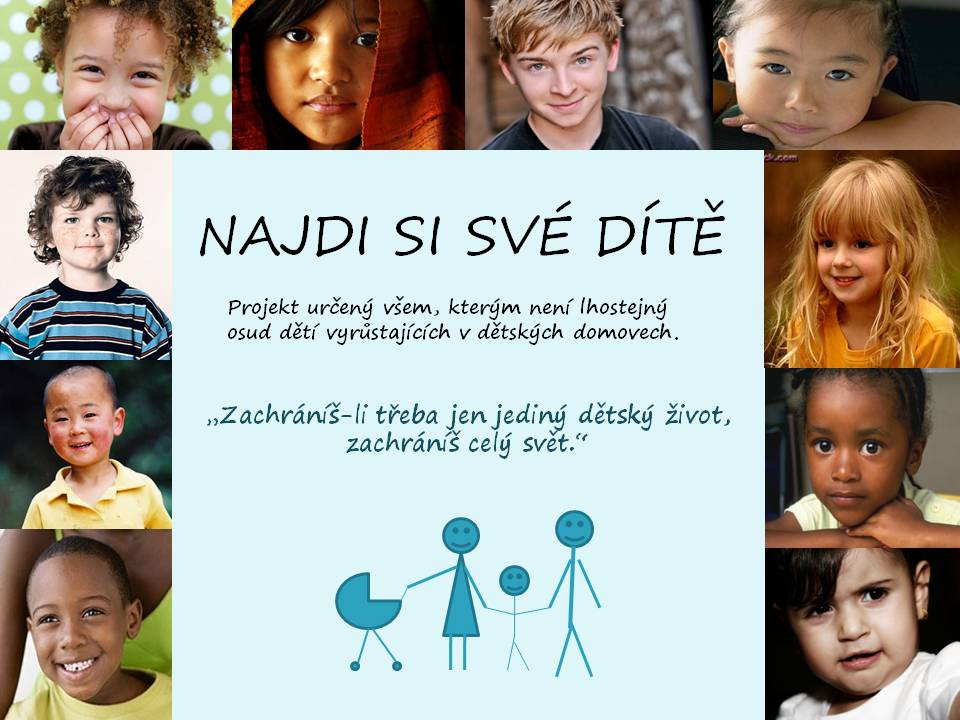 NAJDI SI SVÉ DÍTĚ
Projekt určený všem, kterým není lhostejný
osud dětí vyrůstajících v dětských domovech.
„Zachráníš-li třeba jen jediný dětský život,
zachráníš celý svět.“